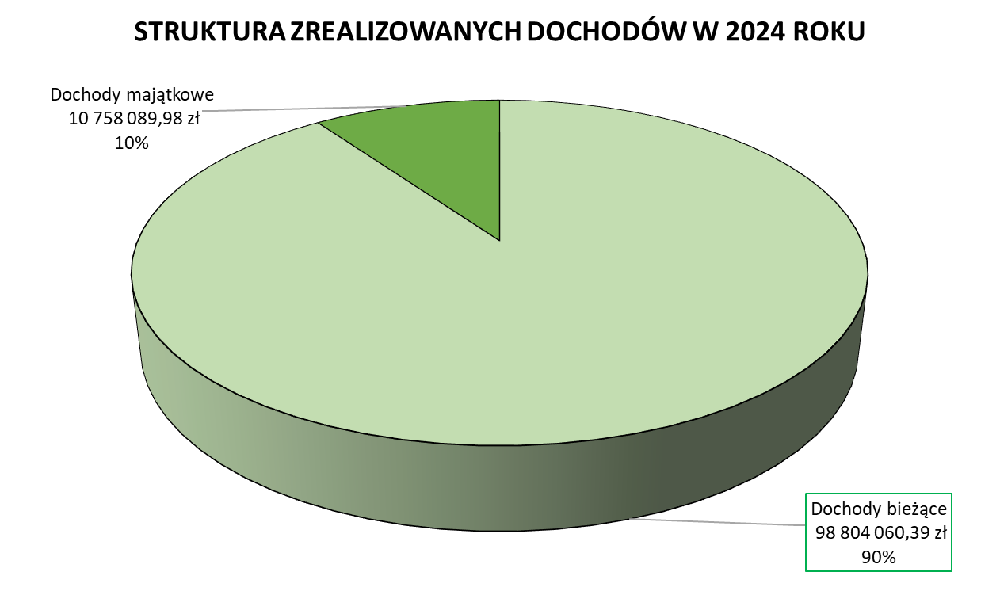 STRUKTURA ZREALIZOWANYCH DOCHODÓW W 2024 ROKU
Dochody majątkowe
10 758 089,98 zł
10%
Dochody bieżące
98 804 060,39 zł
90%